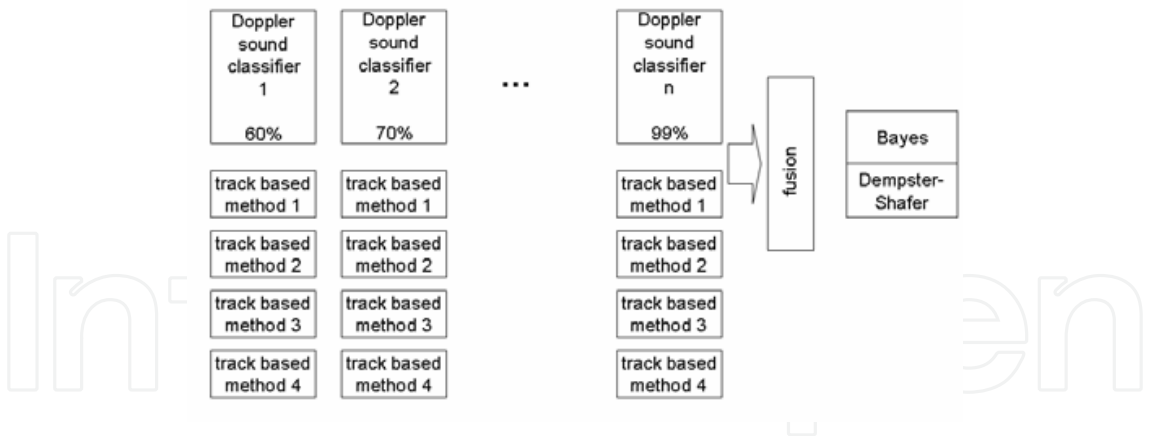 Doppler
sound
classifier
1
60%
Doppler
sound
classifier
2
70%
...
Doppler
sound
classifier
n
99%
track based
method 1
track based
method 1
track based
method 1
track based
method 2
track based
method 2
track based
method 2
track based
method 3
track based
method 3
track based
method 3
track based
method 4
track based
method 4
track based
method 4
fusion
Bayes
Dempster-
Shafer